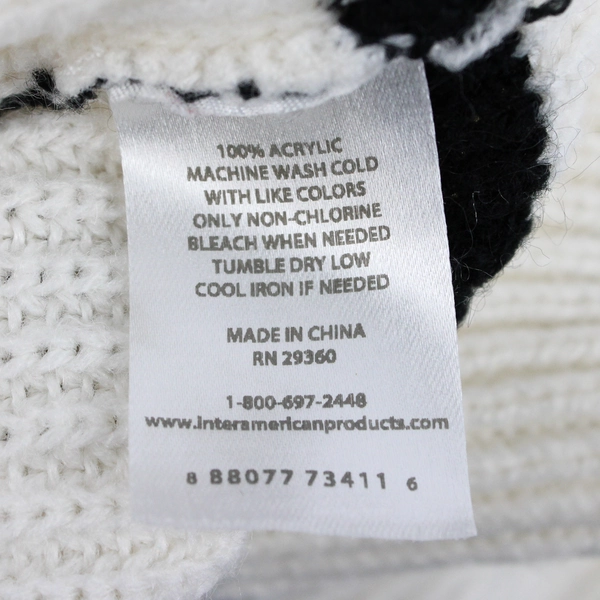 100% ACRYLIC
MACHINE WASH COLD
WITH LIKE COLORS
ONLY NON-CHLORINE
BLEACH WHEN NEEDED
TUMBLE DRY LOW
COOL IRON IF NEEDED
MADE IN CHINA
RN 29360
1-800-697-2448
www.interamericanproducts.com
8 88077 73411 6